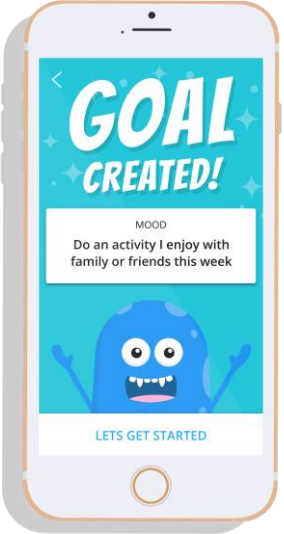 GOAL
CREATED!
MOOD
Do an activity I enjoy with
family or friends this week
LETS GET STARTED